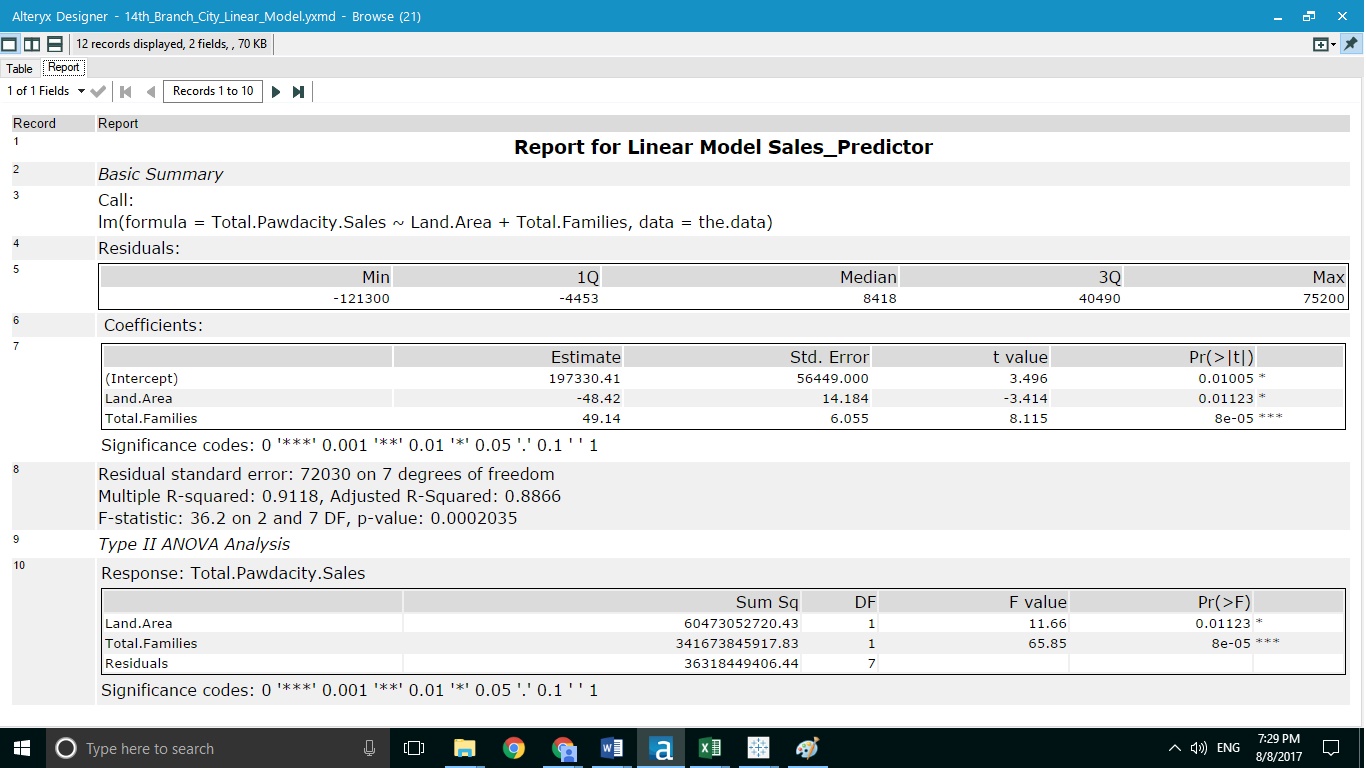 Alteryx Designer - 14th_Branch_City_Linear_Model.yxmd - Browse (21)
12 records displayed, 2 fields, , 70 KB
Table Report
1 of 1 Fields Records 1 to 10
Record Report
1 Report for Linear Model Sales_Predictor
2 Basic Summary
3 Call:
lm(formula = Total.Pawdacity.Sales ~ Land.Area + Total.Families, data = the.data)
4 Residuals:
5 Min 1Q Median 3Q Max
-121300 -4453 8418 40490 75200
6 Coefficients:
7 Estimate Std. Error t value Pr(>|t|)
(Intercept) 197330.41 56449.000 3.496 0.01005 *
Land.Area -48.42 14.184 -3.414 0.01123 *
Total.Families 49.14 6.055 8.115 8e-05 ***
Significance codes: 0 '***' 0.001 '**' 0.01 '*' 0.05 '.' 0.1 ' ' 1
8 Residual standard error: 72030 on 7 degrees of freedom
Multiple R-squared: 0.9118, Adjusted R-Squared: 0.8866
F-statistic: 36.2 on 2 and 7 DF, p-value: 0.0002035
9 Type II ANOVA Analysis
10 Response: Total.Pawdacity.Sales
Sum Sq DF F value Pr(>F)
Land.Area 60473052720.43 1 11.66 0.01123 *
Total.Families 341673845917.83 1 65.85 8e-05 ***
Residuals 36318449406.44 7
Significance codes: 0 '***' 0.001 '**' 0.01 '*' 0.05 '.' 0.1 ' ' 1
Type here to search ENG 7:29 PM
8/8/2017